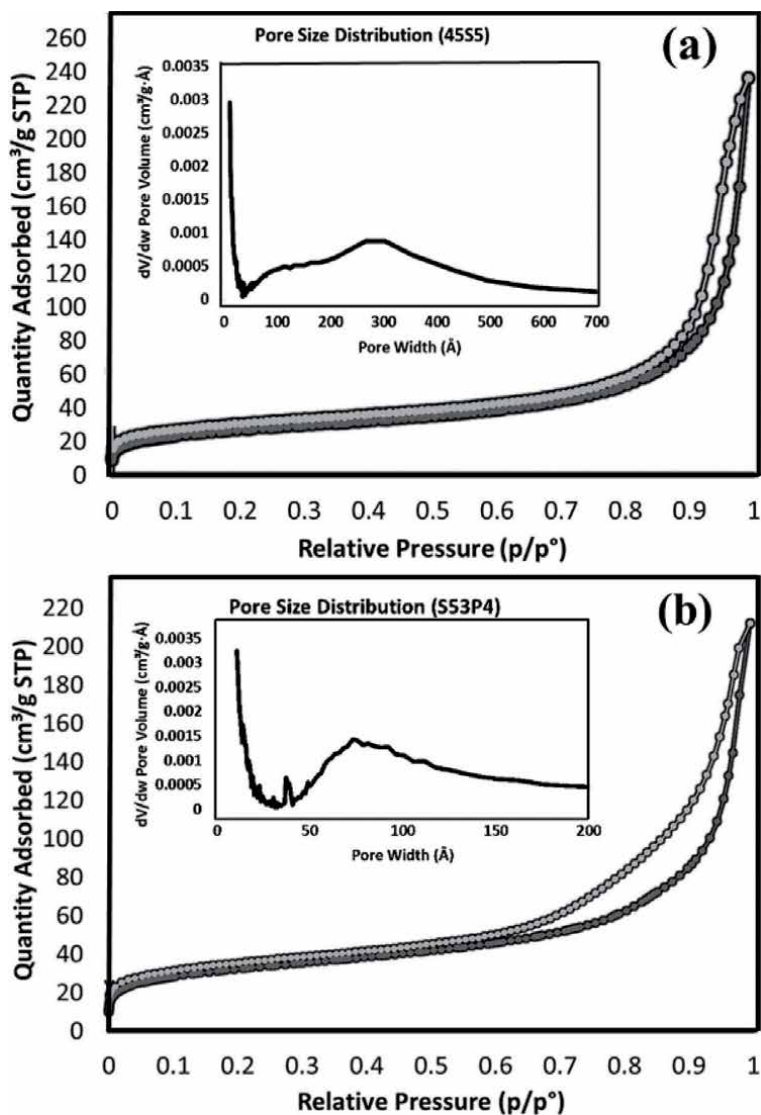 (a)
Pore Size Distribution (45S5)
dV/dw Pore Volume (cm³/g·Å)
0.0035
0.003
0.0025
0.002
0.0015
0.001
0.0005
0
0 100 200 300 400 500 600 700
Pore Width (Å)
Quantity Adsorbed (cm³/g STP)
260
240
220
200
180
160
140
120
100
80
60
40
20
0
0 0.1 0.2 0.3 0.4 0.5 0.6 0.7 0.8 0.9 1
Relative Pressure (p/p°)
(b)
Pore Size Distribution (S53P4)
dV/dw Pore Volume (cm³/g·Å)
0.0035
0.003
0.0025
0.002
0.0015
0.001
0.0005
0
0 50 100 150 200
Pore Width (Å)
Quantity Adsorbed (cm³/g STP)
220
200
180
160
140
120
100
80
60
40
20
0
0 0.1 0.2 0.3 0.4 0.5 0.6 0.7 0.8 0.9 1
Relative Pressure (p/p°)